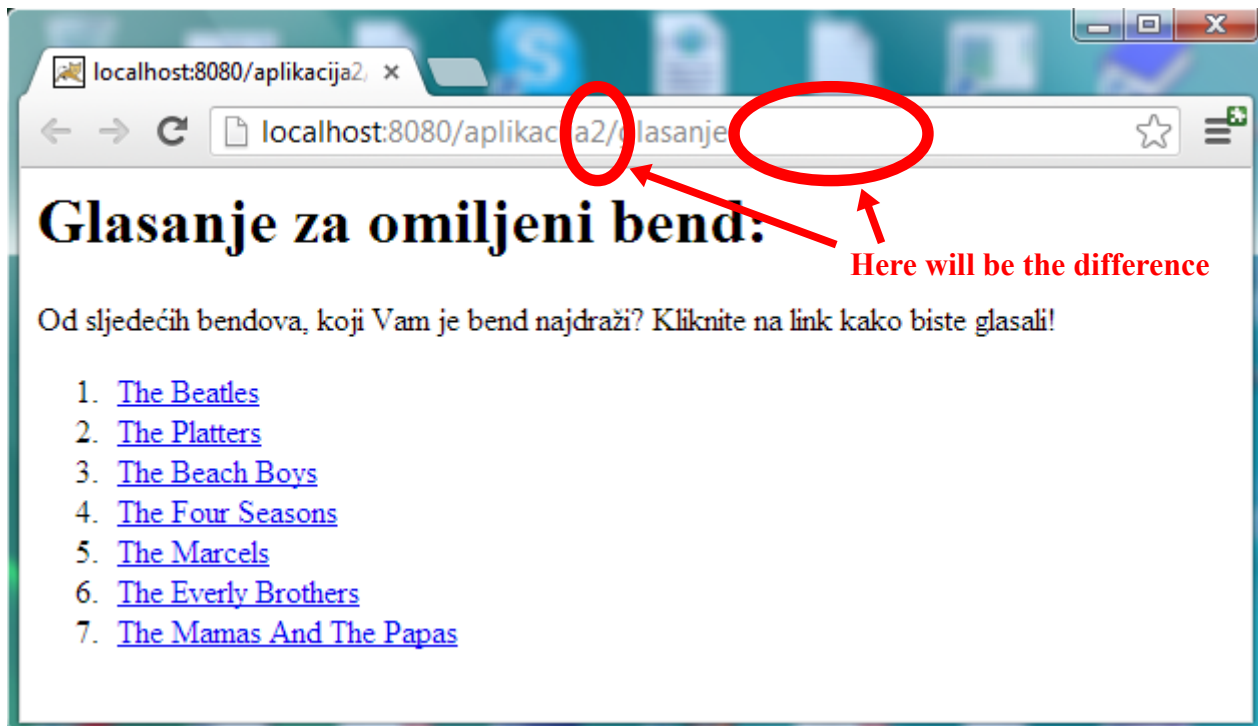 localhost:8080/aplikacija2/
localhost:8080/aplikacija2/glasanje
Glasanje za omiljeni bend:
Here will be the difference
Od sljedećih bendova, koji Vam je bend najdraži? Kliknite na link kako biste glasali!
1. The Beatles
2. The Platters
3. The Beach Boys
4. The Four Seasons
5. The Marcels
6. The Everly Brothers
7. The Mamas And The Papas